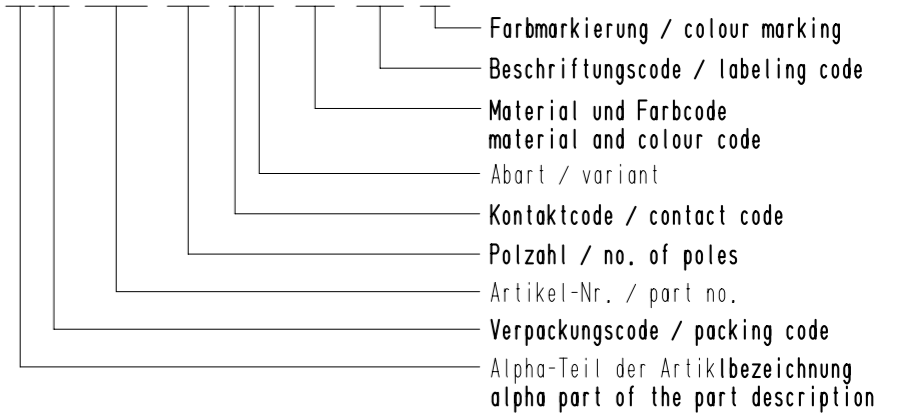 Farbmarkierung / colour marking
Beschriftungscode / labeling code
Material und Farbcode
material and colour code
Abart / variant
Kontaktcode / contact code
Polzahl / no. of poles
Artikel-Nr. / part no.
Verpackungscode / packing code
Alpha-Teil der Artiklbezeichnung
alpha part of the part description